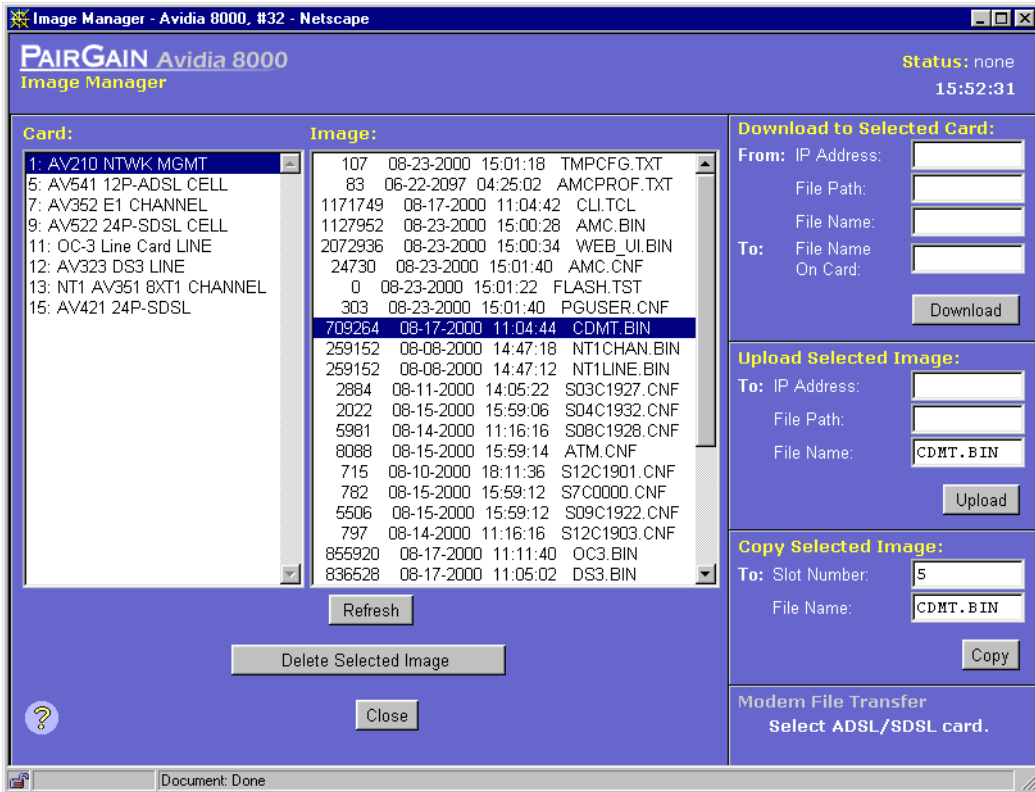 Image Manager - Avidia 8000, #32 - Netscape
PAIRGAIN Avidia 8000
Image Manager
Status: none
15:52:31
Card:
1: AV210 NTWK MGMT
5: AV541 12P-ADSL CELL
7: AV352 E1 CHANNEL
9: AV522 24P-SDSL CELL
11: OC-3 Line Card LINE
12: AV323 DS3 LINE
13: NT1 AV351 8XT1 CHANNEL
15: AV421 24P-SDSL
Image:
107 08-23-2000 15:01:18 TMPCFG.TXT
83 06-22-2097 04:25:02 AMCPROF.TXT
1171749 08-17-2000 11:04:42 CLI.TCL
1127952 08-23-2000 15:00:28 AMC.BIN
2072936 08-23-2000 15:00:34 WEB_UI.BIN
24730 08-23-2000 15:01:40 AMC.CNF
0 08-23-2000 15:01:22 FLASH.TST
303 08-23-2000 15:01:40 PGUSER.CNF
709264 08-17-2000 11:04:44 CDMT.BIN
259152 08-08-2000 14:47:18 NT1CHAN.BIN
259152 08-08-2000 14:47:12 NT1LINE.BIN
2884 08-11-2000 14:05:22 S03C1927.CNF
2022 08-15-2000 15:59:06 S04C1932.CNF
5981 08-14-2000 11:16:16 S08C1928.CNF
8088 08-15-2000 15:59:14 ATM.CNF
715 08-10-2000 18:11:36 S12C1901.CNF
782 08-15-2000 15:59:12 S7C0000.CNF
5506 08-15-2000 15:59:12 S09C1922.CNF
797 08-14-2000 11:16:16 S12C1903.CNF
855920 08-17-2000 11:11:40 OC3.BIN
836528 08-17-2000 11:05:02 DS3.BIN
Refresh
Delete Selected Image
Close
Download to Selected Card:
From: IP Address:
File Path:
File Name:
To: File Name
On Card:
Download
Upload Selected Image:
To: IP Address:
File Path:
File Name: CDMT.BIN
Upload
Copy Selected Image:
To: Slot Number: 5
File Name: CDMT.BIN
Copy
Modem File Transfer
Select ADSL/SDSL card.
?
Document: Done